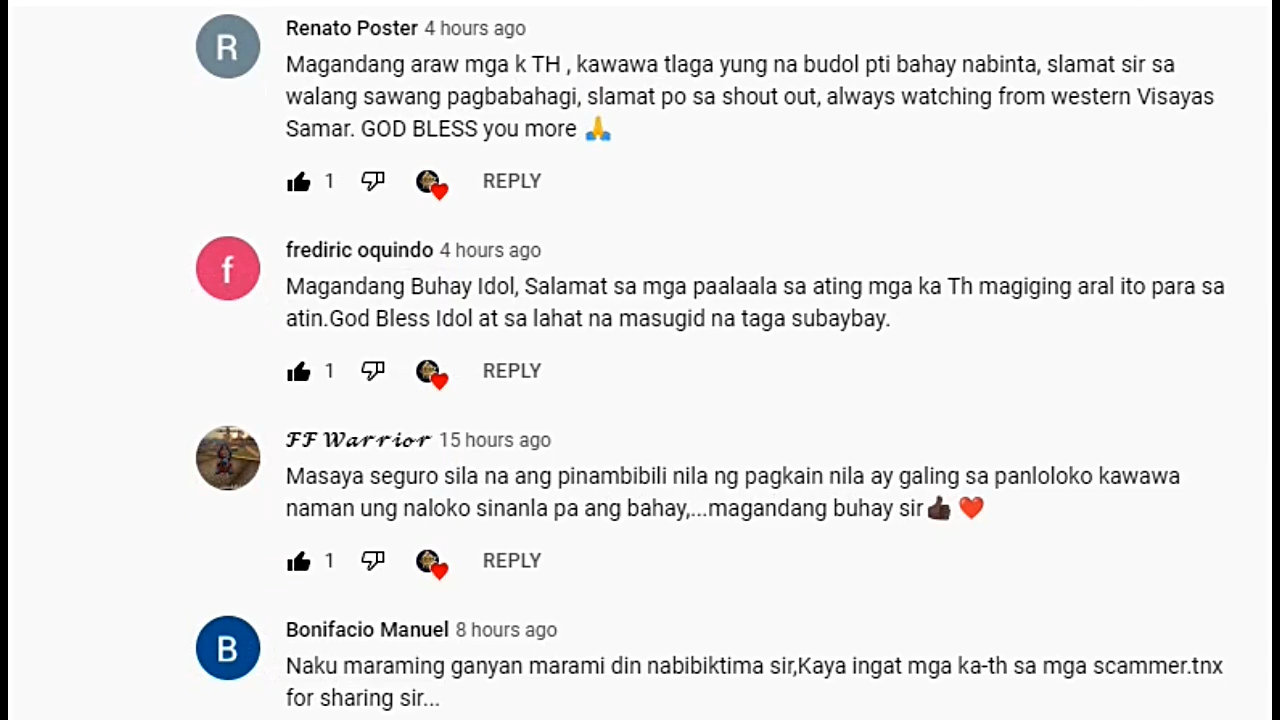 R
Renato Poster 4 hours ago
Magandang araw mga k TH , kawawa tlaga yung na budol pti bahay nabinta, slamat sir sa
walang sawang pagbabahagi, slamat po sa shout out, always watching from western Visayas
Samar. GOD BLESS you more 🙏
1 REPLY
f
frediric oquindo 4 hours ago
Magandang Buhay Idol, Salamat sa mga paalaala sa ating mga ka Th magiging aral ito para sa
atin.God Bless Idol at sa lahat na masugid na taga subaybay.
1 REPLY
𝓕𝓕 𝓦𝓪𝓻𝓻𝓲𝓸𝓻 15 hours ago
Masaya seguro sila na ang pinambibili nila ng pagkain nila ay galing sa panloloko kawawa
naman ung naloko sinanla pa ang bahay,...magandang buhay sir👍🏿 ❤️
1 REPLY
B
Bonifacio Manuel 8 hours ago
Naku maraming ganyan marami din nabibiktima sir,Kaya ingat mga ka-th sa mga scammer.tnx
for sharing sir...